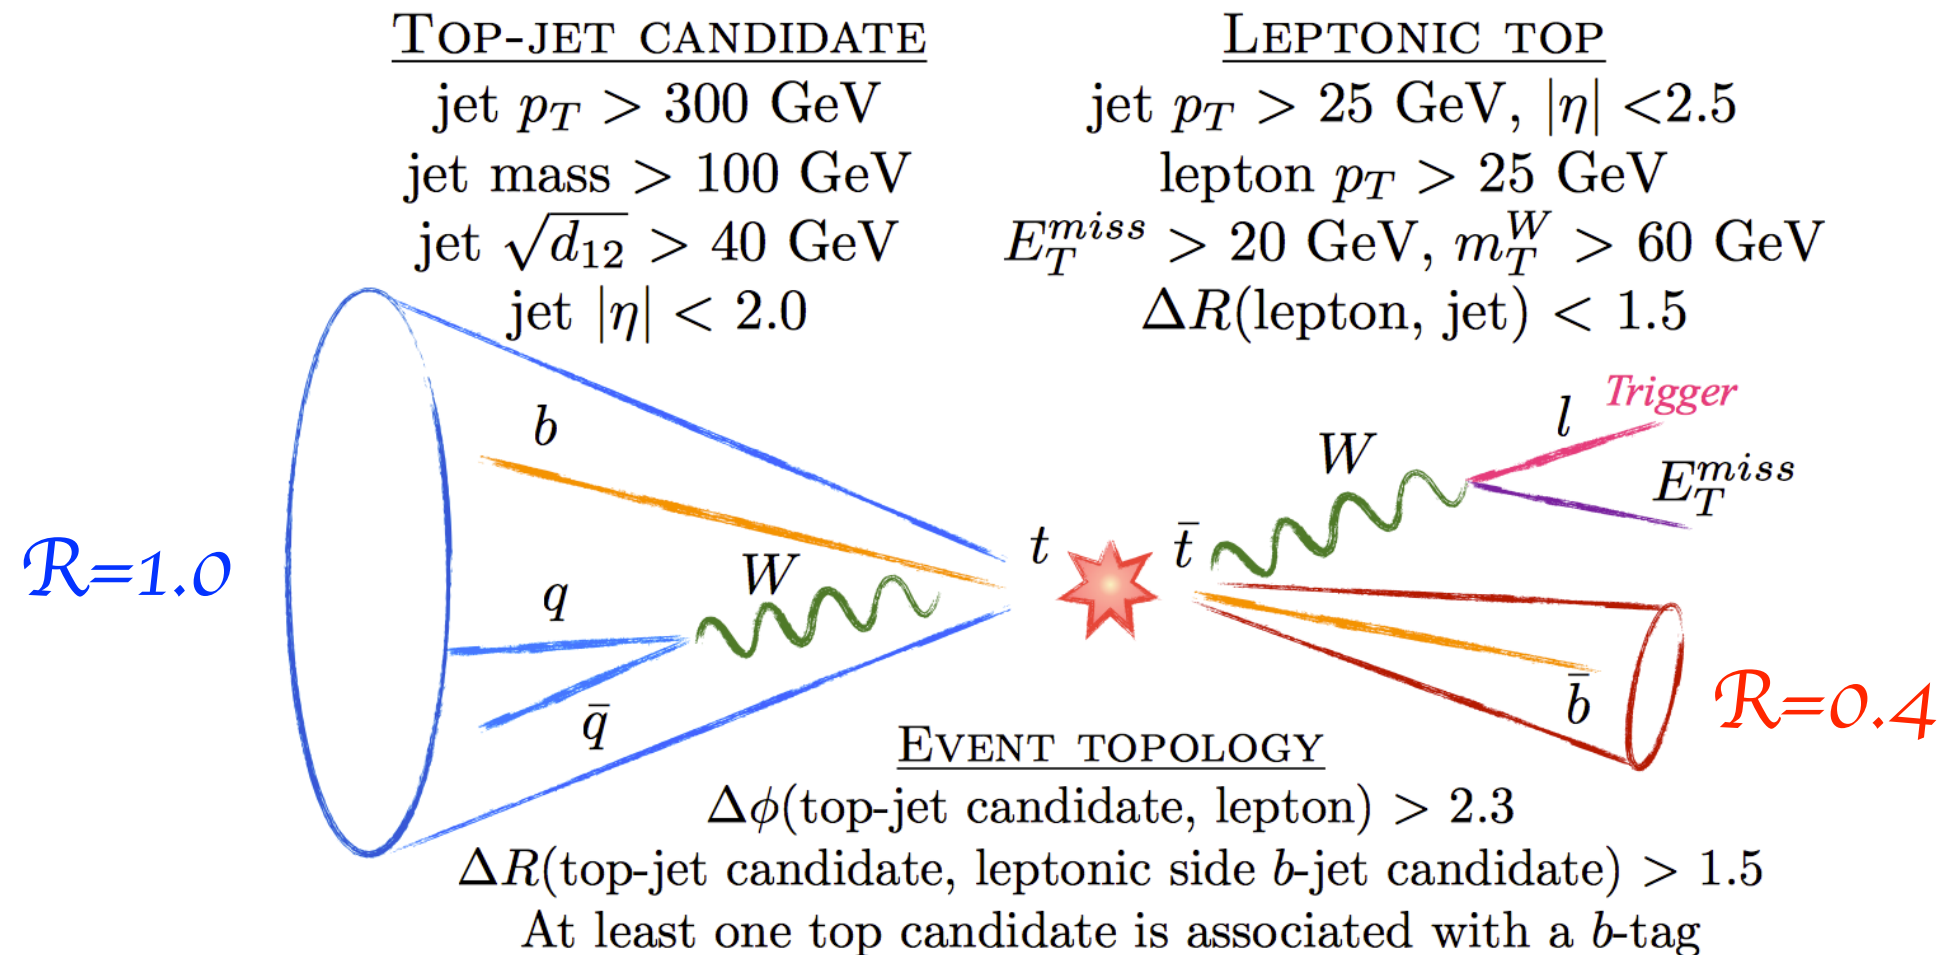 TOP-JET CANDIDATE
jet p_T > 300 GeV
jet mass > 100 GeV
jet √d_12 > 40 GeV
jet |η| < 2.0
LEPTONIC TOP
jet p_T > 25 GeV, |η| <2.5
lepton p_T > 25 GeV
E_T^miss > 20 GeV, m_T^W > 60 GeV
ΔR(lepton, jet) < 1.5
R=1.0
b
q
W
q̄
t
t̄
W
l
Trigger
E_T^miss
b̄
R=0.4
EVENT TOPOLOGY
Δϕ(top-jet candidate, lepton) > 2.3
ΔR(top-jet candidate, leptonic side b-jet candidate) > 1.5
At least one top candidate is associated with a b-tag